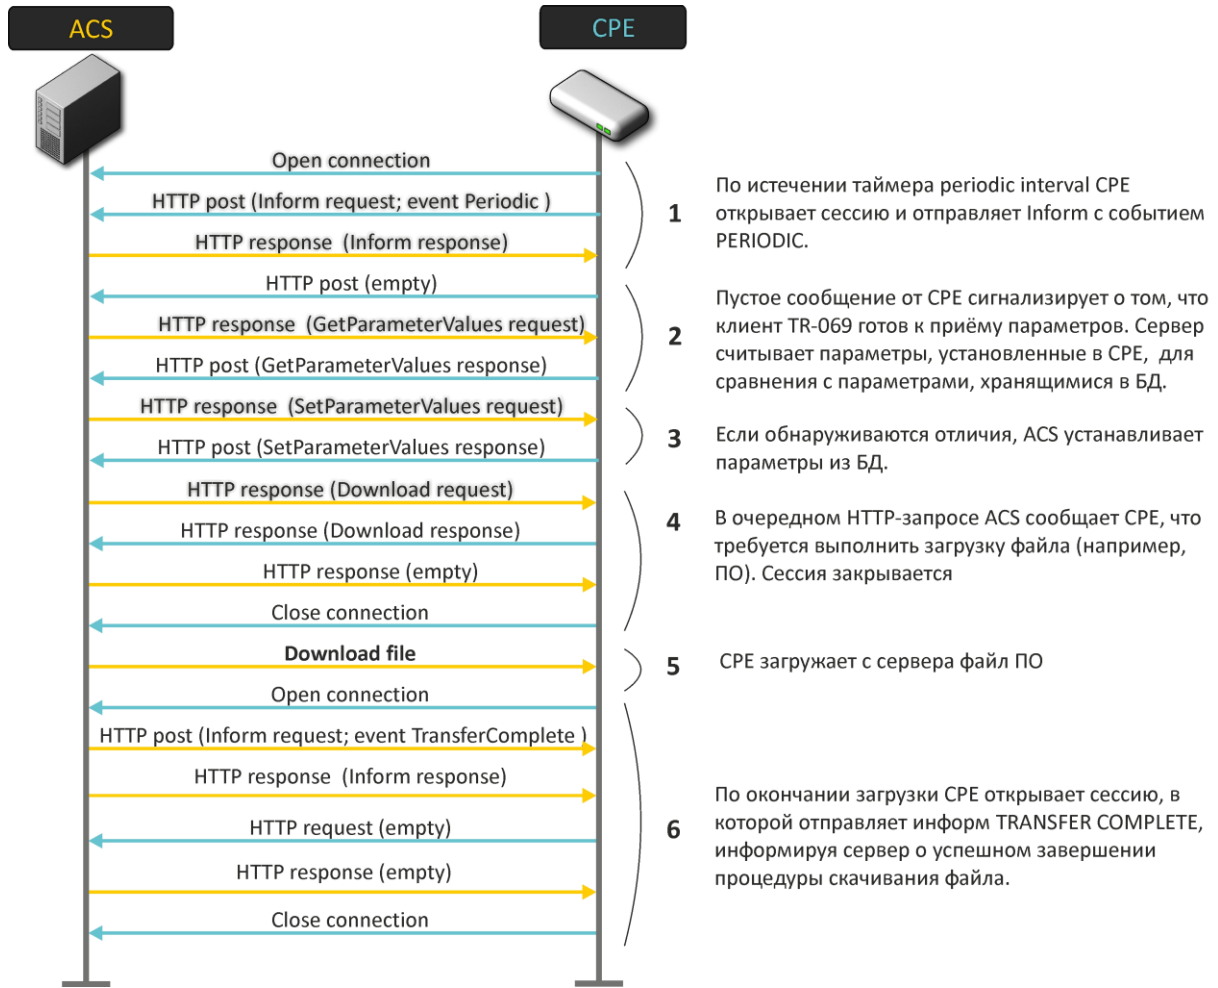 ACS
CPE
Open connection
HTTP post (Inform request; event Periodic )
HTTP response  (Inform response)
1
По истечении таймера periodic interval CPE
открывает сессию и отправляет Inform с событием
PERIODIC.
HTTP post (empty)
HTTP response  (GetParameterValues request)
HTTP post (GetParameterValues response)
2
Пустое сообщение от CPE сигнализирует о том, что
клиент TR-069 готов к приёму параметров. Сервер
считывает параметры, установленные в CPE,  для
сравнения с параметрами, хранящимися в БД.
HTTP response  (SetParameterValues request)
HTTP post (SetParameterValues response)
3
Если обнаруживаются отличия, ACS устанавливает
параметры из БД.
HTTP response (Download request)
HTTP response (Download response)
HTTP response (empty)
Close connection
4
В очередном HTTP-запросе ACS сообщает CPE, что
требуется выполнить загрузку файла (например,
ПО). Сессия закрывается
Download file
5
CPE загружает с сервера файл ПО
Open connection
HTTP post (Inform request; event TransferComplete )
HTTP response  (Inform response)
HTTP request (empty)
HTTP response (empty)
Close connection
6
По окончании загрузки CPE открывает сессию, в
которой отправляет информ TRANSFER COMPLETE,
информируя сервер о успешном завершении
процедуры скачивания файла.